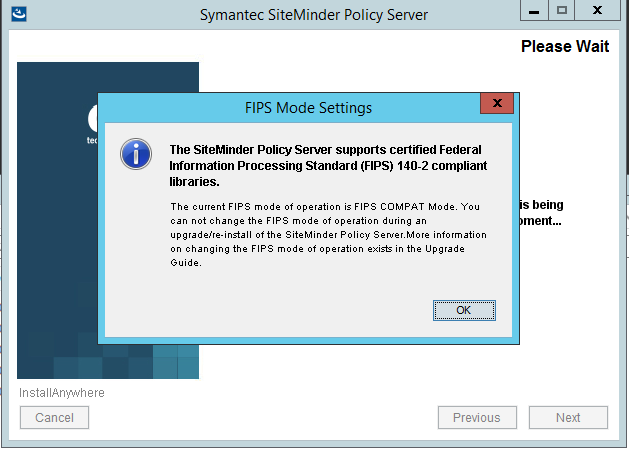 Symantec SiteMinder Policy Server
Please Wait
FIPS Mode Settings
The SiteMinder Policy Server supports certified Federal
Information Processing Standard (FIPS) 140-2 compliant
libraries.
The current FIPS mode of operation is FIPS COMPAT Mode. You
can not change the FIPS mode of operation during an
upgrade/re-install of the SiteMinder Policy Server.More information
on changing the FIPS mode of operation exists in the Upgrade
Guide.
is being
OK
InstallAnywhere
Cancel
Previous
Next